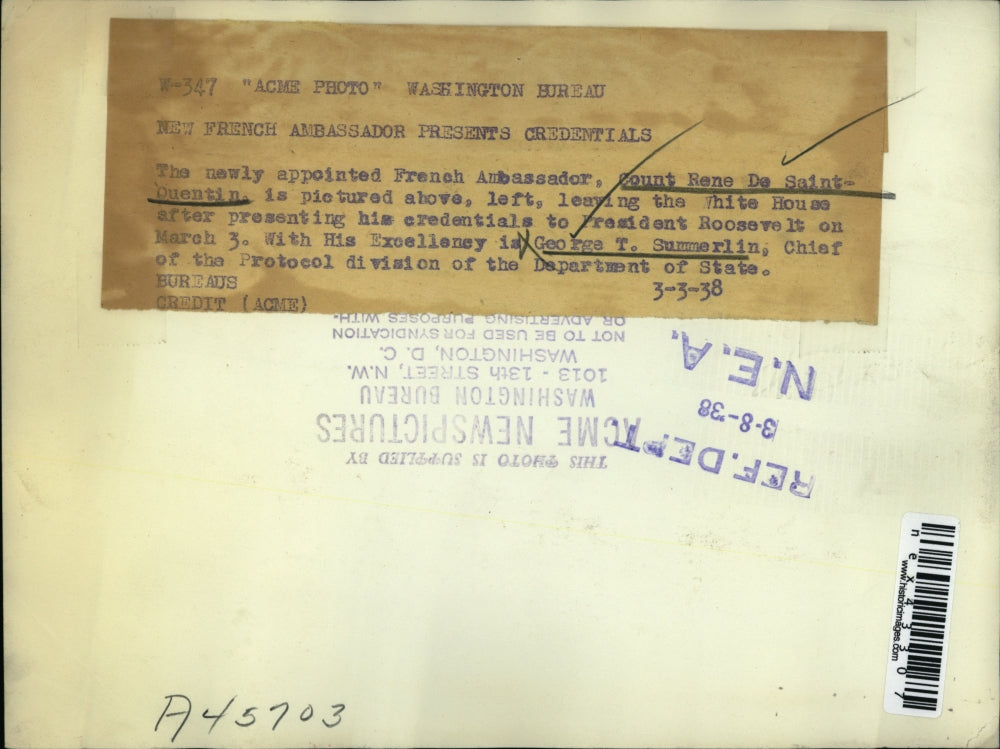 W-347 "ACME PHOTO" WASHINGTON BUREAU
NEW FRENCH AMBASSADOR PRESENTS CREDENTIALS
The newly appointed French Ambassador, Count Rene De Saint-
Quentin, is pictured above, left, leaving the White House
after presenting his credentials to President Roosevelt on
March 3. With His Excellency is George T. Summerlin, Chief
of the Protocol division of the Department of State.
BUREAUS
3-3-38
CREDIT (ACME)
THIS PHOTO IS SUPPLIED BY
ACME NEWSPICTURES
WASHINGTON BUREAU
1013 - 13th STREET, N.W.
WASHINGTON, D. C.
NOT TO BE USED FOR SYNDICATION
OR ADVERTISING PURPOSES WITH-
REF. DEPT
3-8-'38
N.E.A.
nex43307
www.historicimages.com
A45703